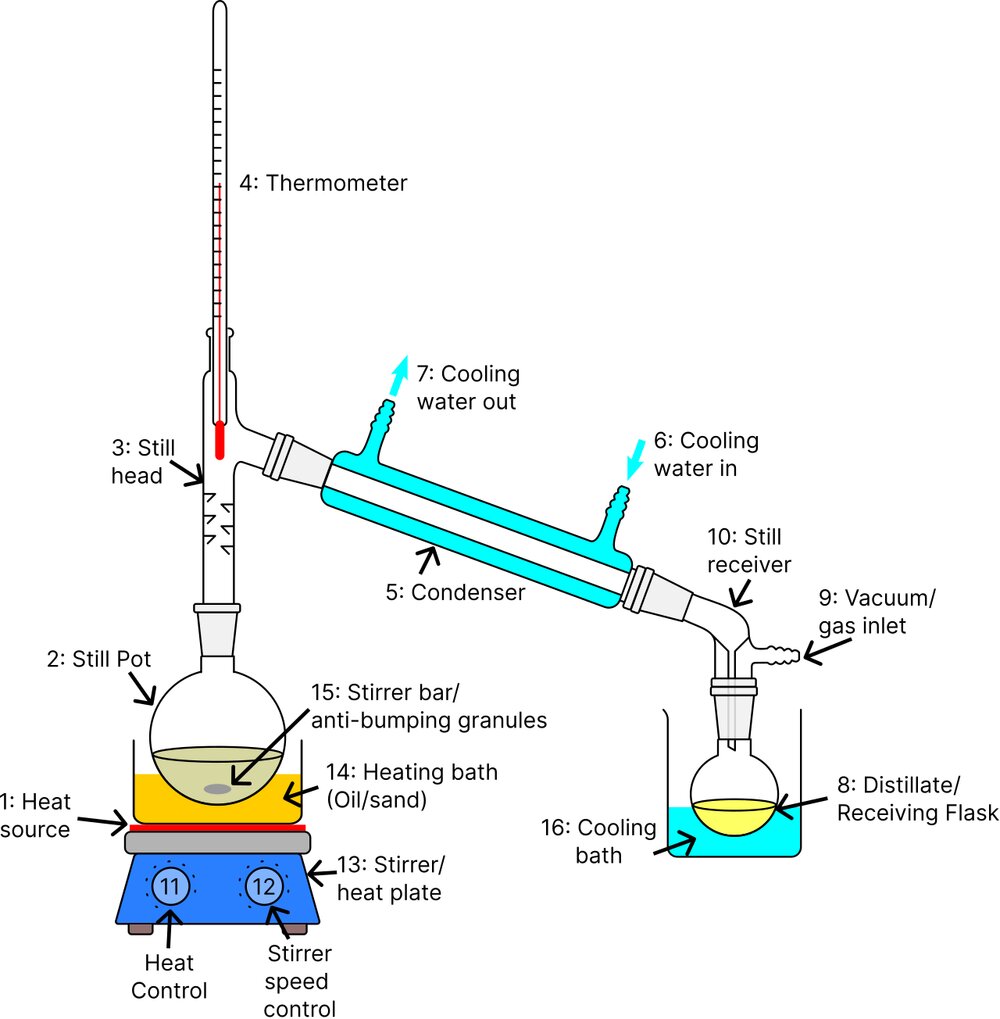 4: Thermometer
7: Cooling
water out
6: Cooling
water in
3: Still
head
10: Still
receiver
5: Condenser
9: Vacuum/
gas inlet
2: Still Pot
15: Stirrer bar/
anti-bumping granules
14: Heating bath
(Oil/sand)
1: Heat
source
8: Distillate/
Receiving Flask
16: Cooling
bath
13: Stirrer/
heat plate
11
12
Heat
Control
Stirrer
speed
control